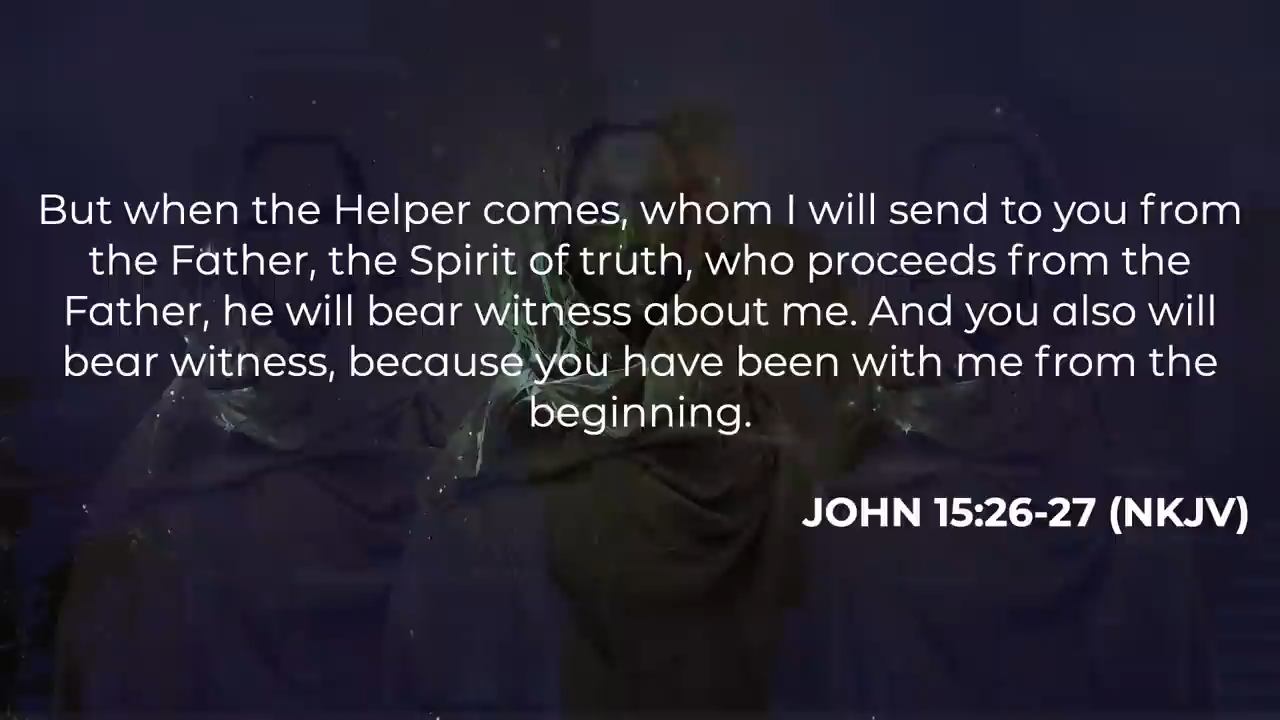 But when the Helper comes, whom I will send to you from
the Father, the Spirit of truth, who proceeds from the
Father, he will bear witness about me. And you also will
bear witness, because you have been with me from the
beginning.
JOHN 15:26-27 (NKJV)